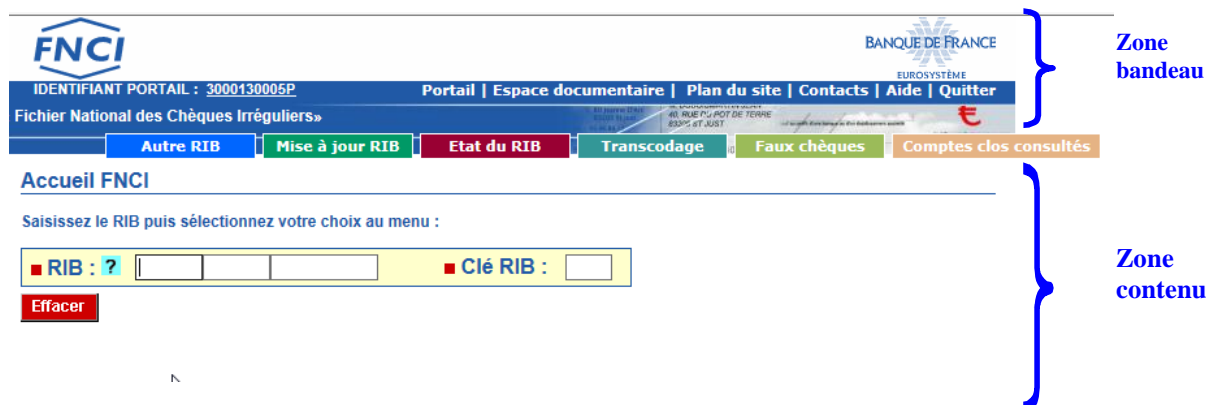 FNCI
BANQUE DE FRANCE
EUROSYSTÈME
Zone
bandeau
IDENTIFIANT PORTAIL : 3000130005P
Portail | Espace documentaire | Plan du site | Contacts | Aide | Quitter
Fichier National des Chèques Irréguliers»
40, RUE DU POT DE TERRE
ST JUST
Autre RIB
Mise à jour RIB
Etat du RIB
Transcodage
Faux chèques
Comptes clos consultés
Accueil FNCI
Saisissez le RIB puis sélectionnez votre choix au menu :
RIB : ?
Clé RIB :
Effacer
Zone
contenu